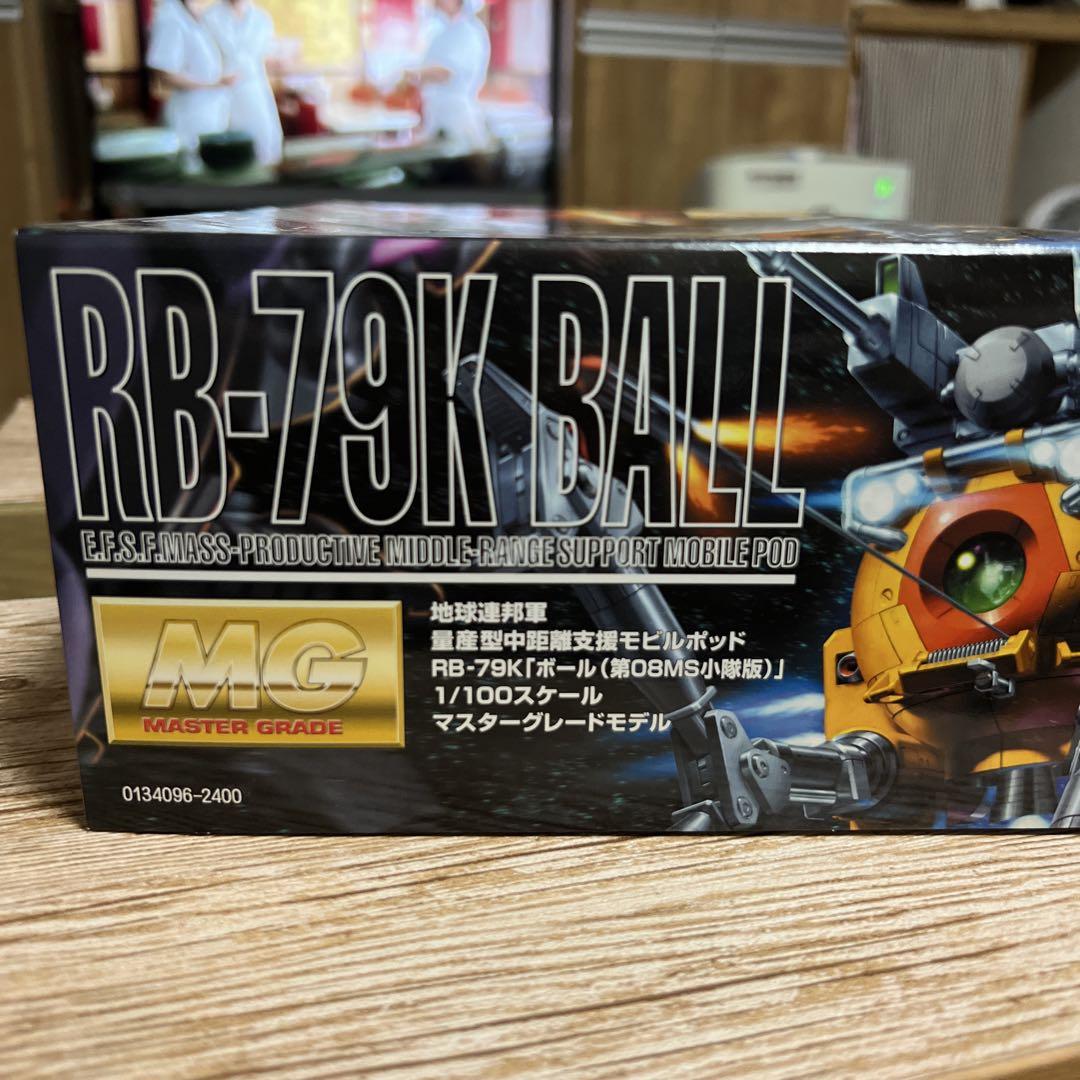 RB-79K BALL
E.F.S.F.MASS-PRODUCTIVE MIDDLE-RANGE SUPPORT MOBILE POD
MG
MASTER GRADE
地球連邦軍
量産型中距離支援モビルポッド
RB-79K「ボール(第08MS小隊版)」
1/100スケール
マスターグレードモデル
0134096-2400